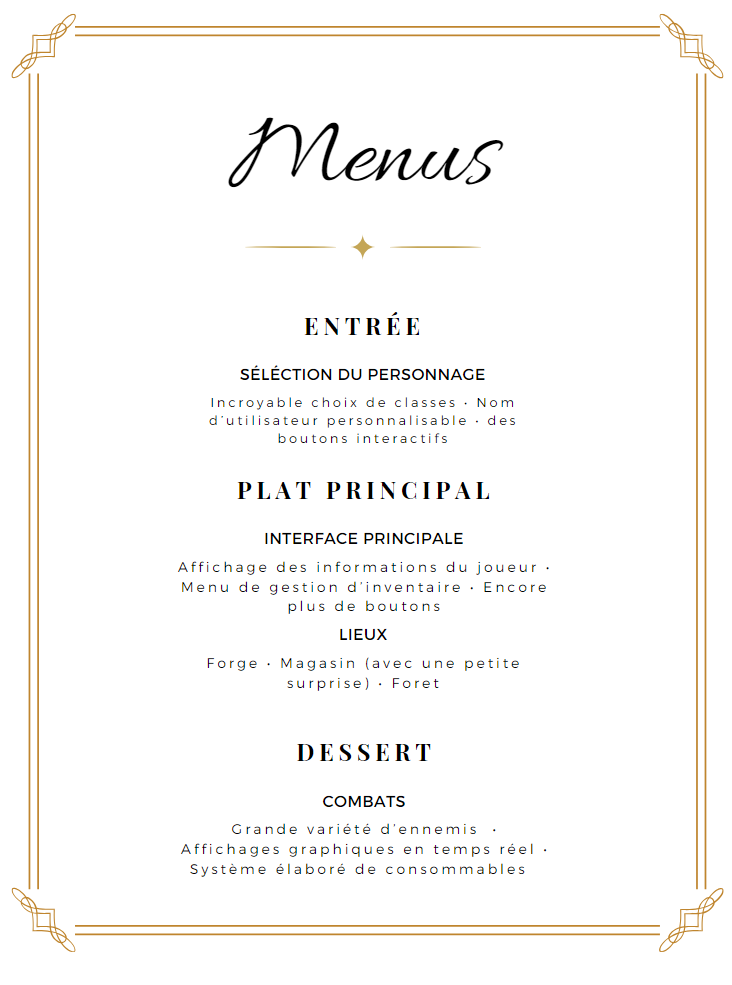 Menus
ENTRÉE
SÉLÉCTION DU PERSONNAGE
Incroyable choix de classes • Nom
d'utilisateur personnalisable • des
boutons interactifs
PLAT PRINCIPAL
INTERFACE PRINCIPALE
Affichage des informations du joueur •
Menu de gestion d'inventaire • Encore
plus de boutons
LIEUX
Forge • Magasin (avec une petite
surprise) • Foret
DESSERT
COMBATS
Grande variété d'ennemis •
Affichages graphiques en temps réel •
Système élaboré de consommables